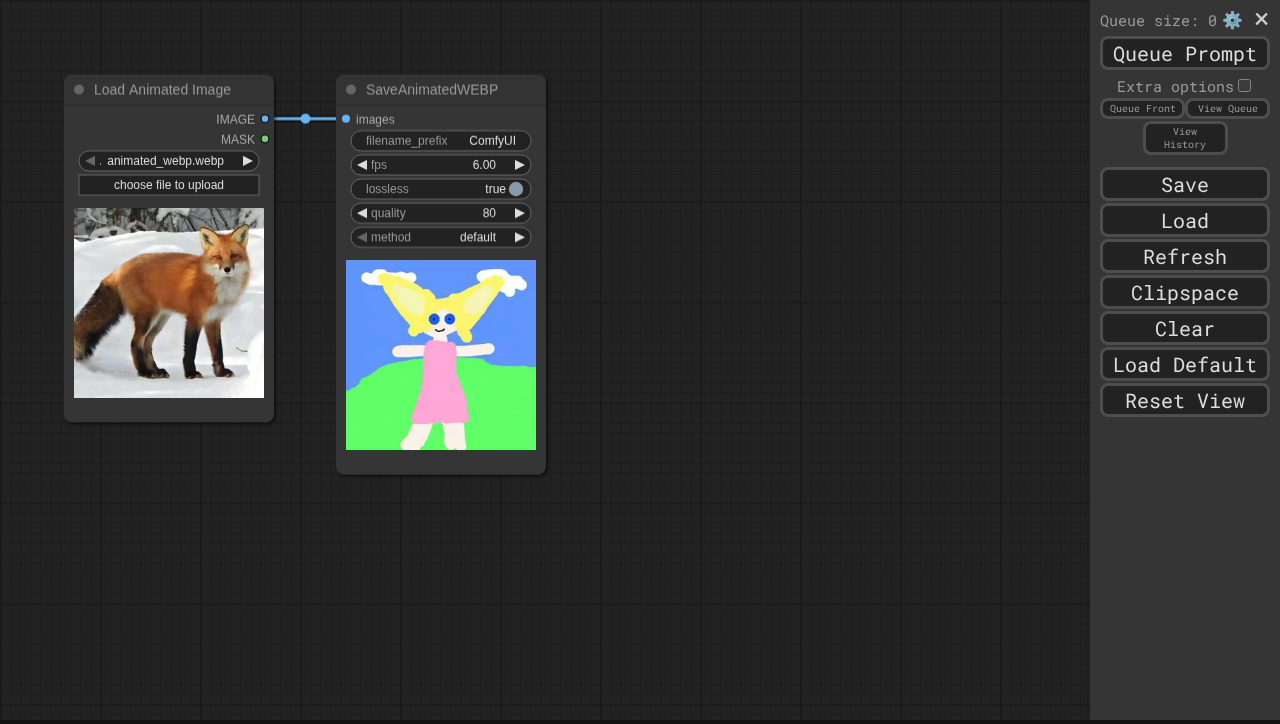 Load Animated Image
IMAGE
MASK
. animated_webp.webp
choose file to upload
SaveAnimatedWEBP
images
filename_prefix ComfyUI
fps 6.00
lossless true
quality 80
method default
Queue size: 0
Queue Prompt
Extra options
Queue Front
View Queue
View
History
Save
Load
Refresh
Clipspace
Clear
Load Default
Reset View